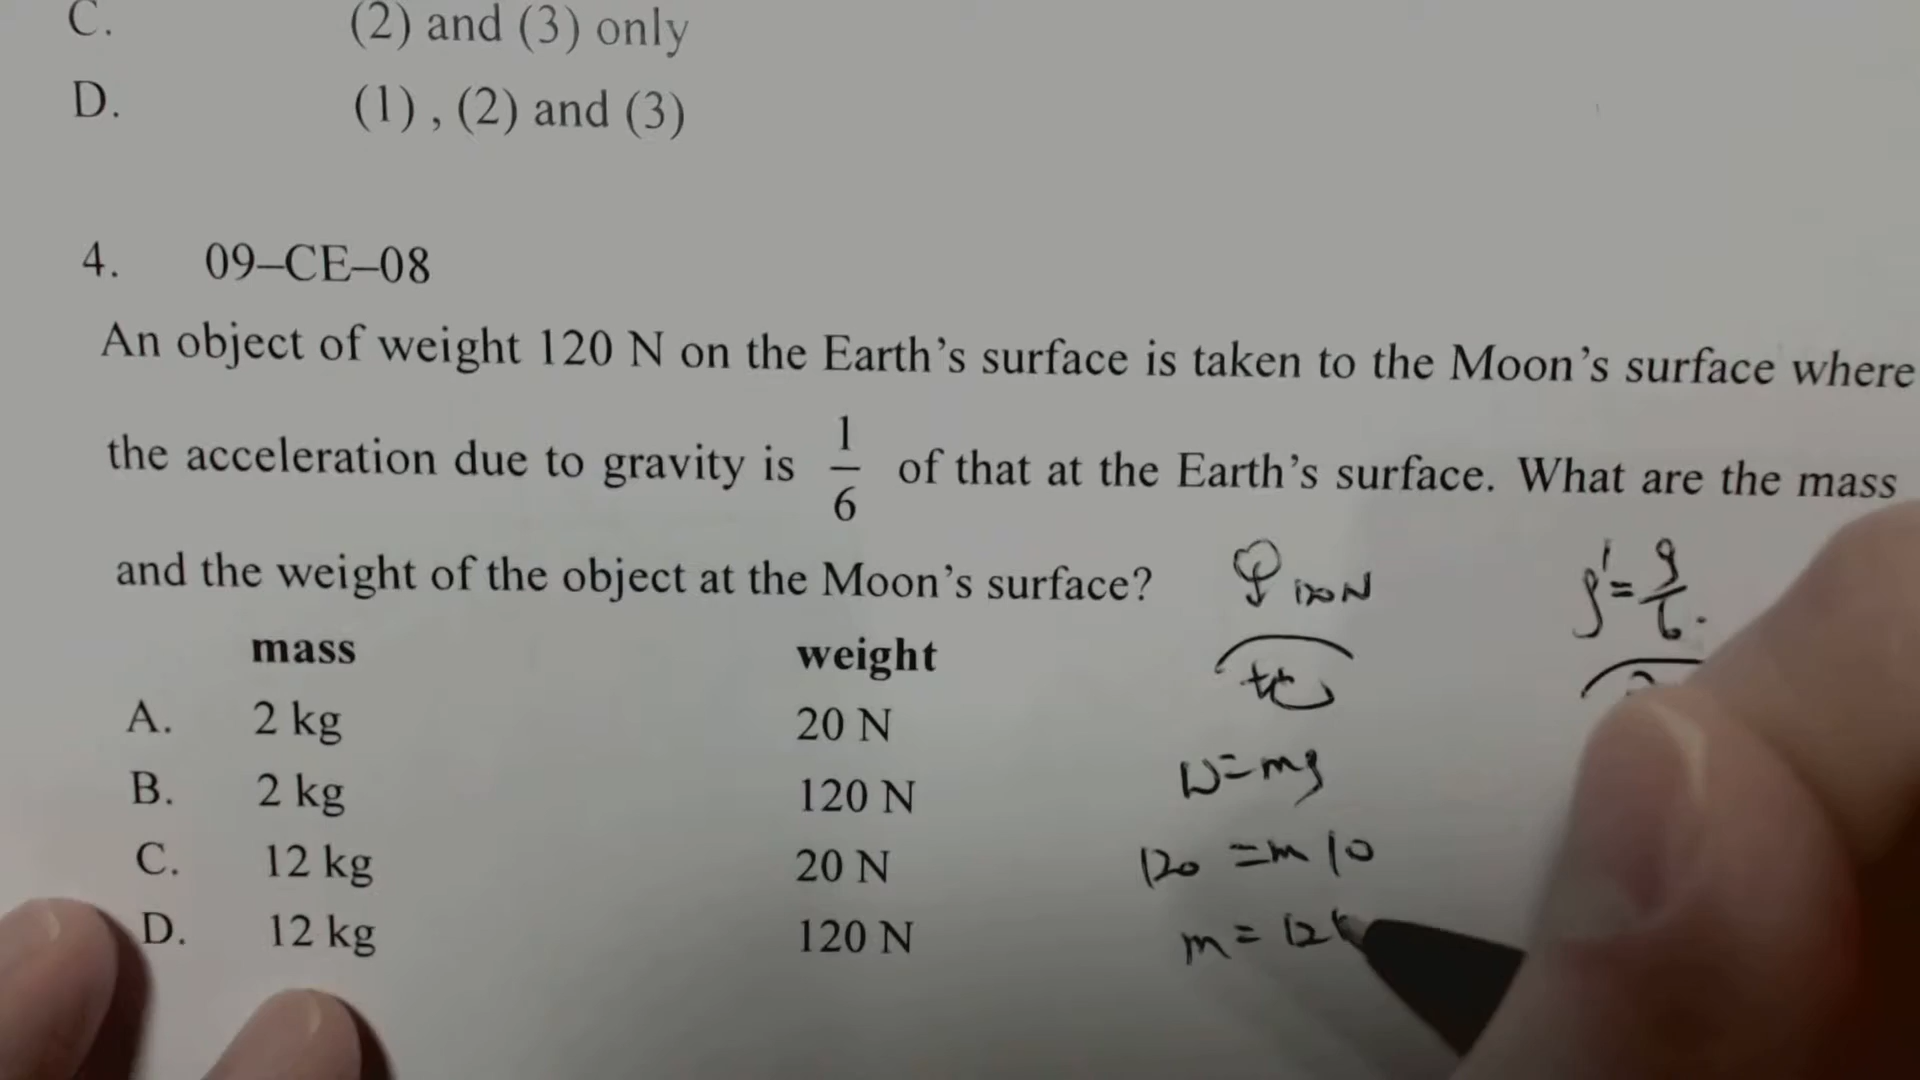 C. (2) and (3) only
D. (1) , (2) and (3)
4. 09–CE–08
An object of weight 120 N on the Earth’s surface is taken to the Moon’s surface where
the acceleration due to gravity is 1/6 of that at the Earth’s surface. What are the mass
and the weight of the object at the Moon’s surface?
120N
g' = g/6.
mass weight
A. 2 kg 20 N
B. 2 kg 120 N
C. 12 kg 20 N
D. 12 kg 120 N
W=mg
120 =m 10
m = 12